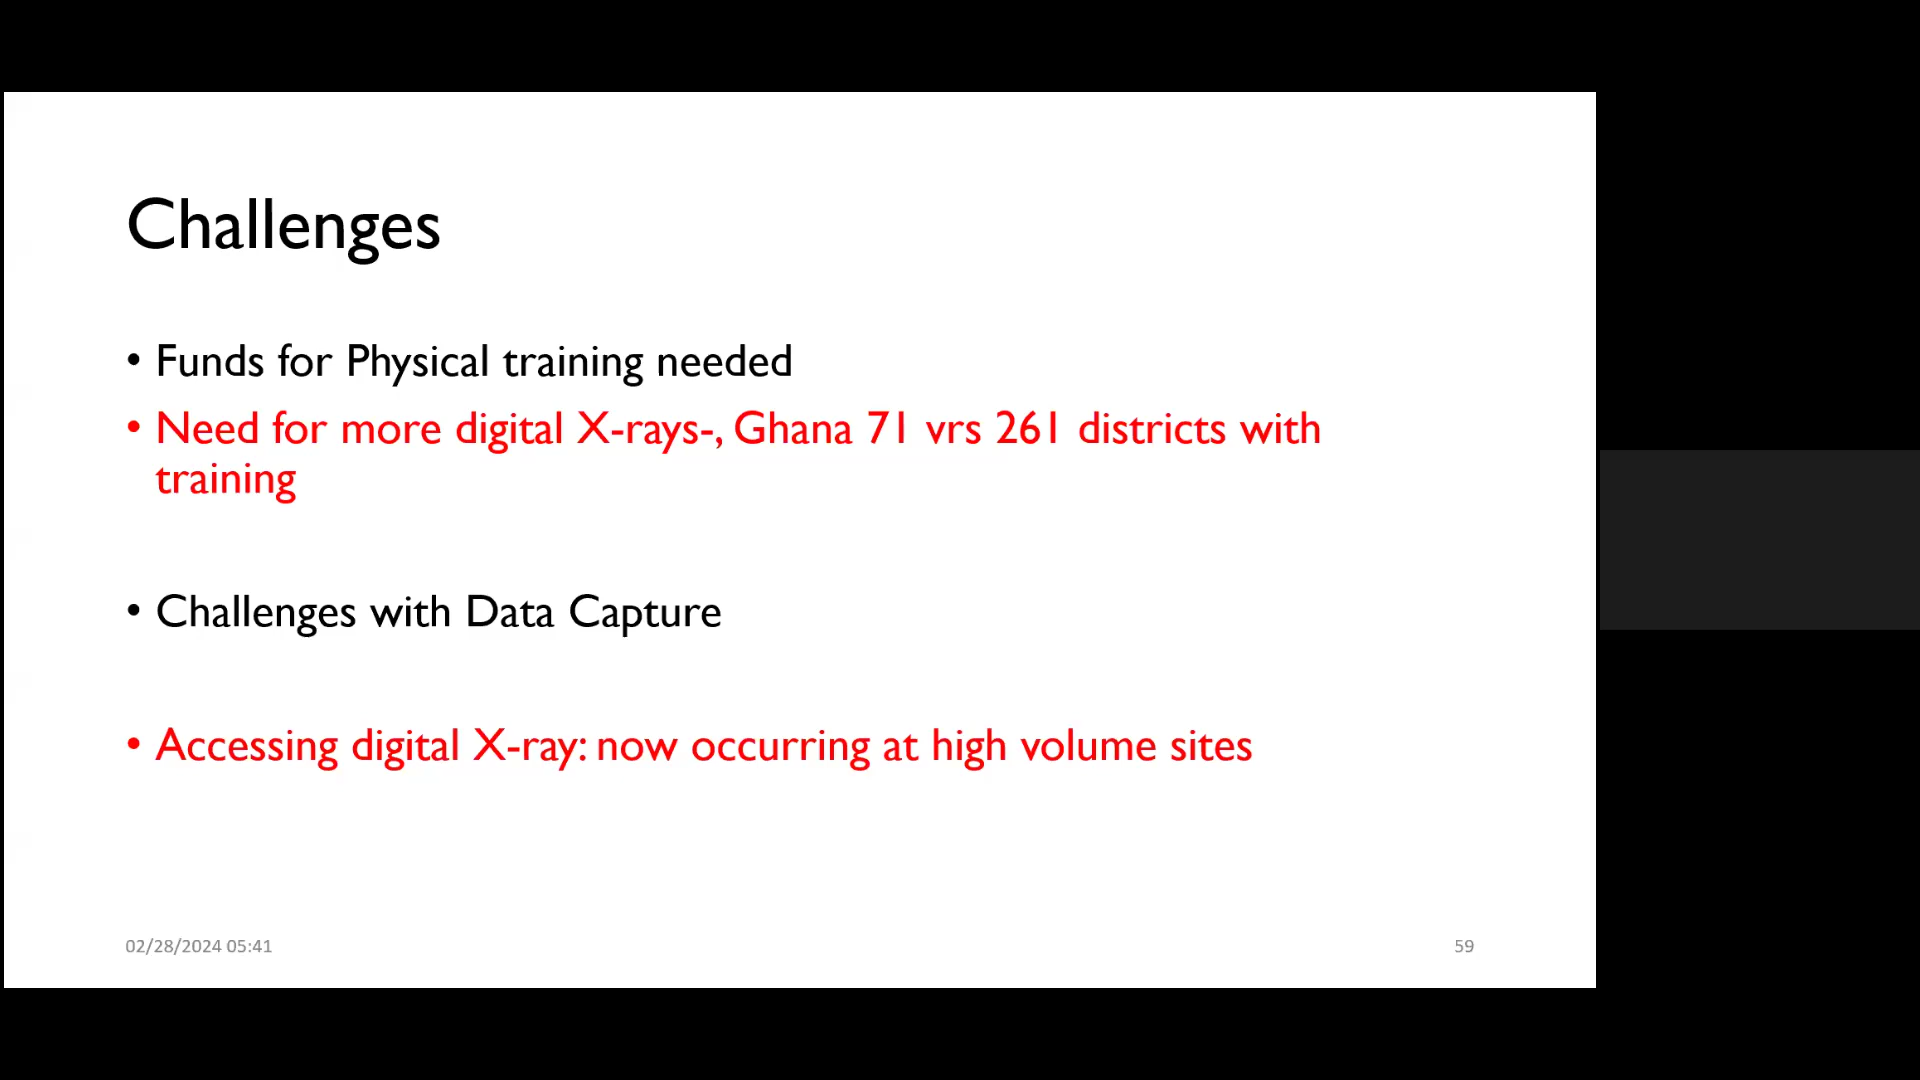 Challenges
• Funds for Physical training needed
• Need for more digital X-rays-, Ghana 71 vrs 261 districts with
training
• Challenges with Data Capture
• Accessing digital X-ray: now occurring at high volume sites
02/28/2024 05:41
59